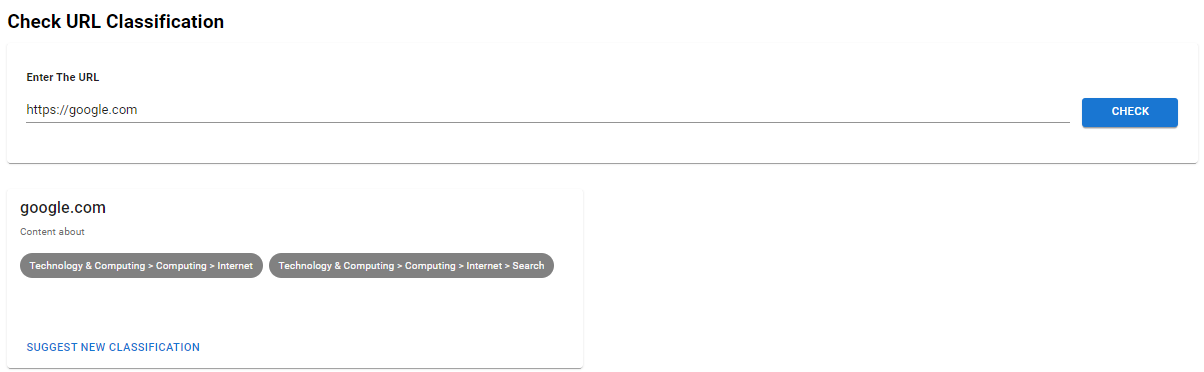 Check URL Classification
Enter The URL
https://google.com
CHECK
google.com
Content about
Technology & Computing > Computing > Internet
Technology & Computing > Computing > Internet > Search
SUGGEST NEW CLASSIFICATION